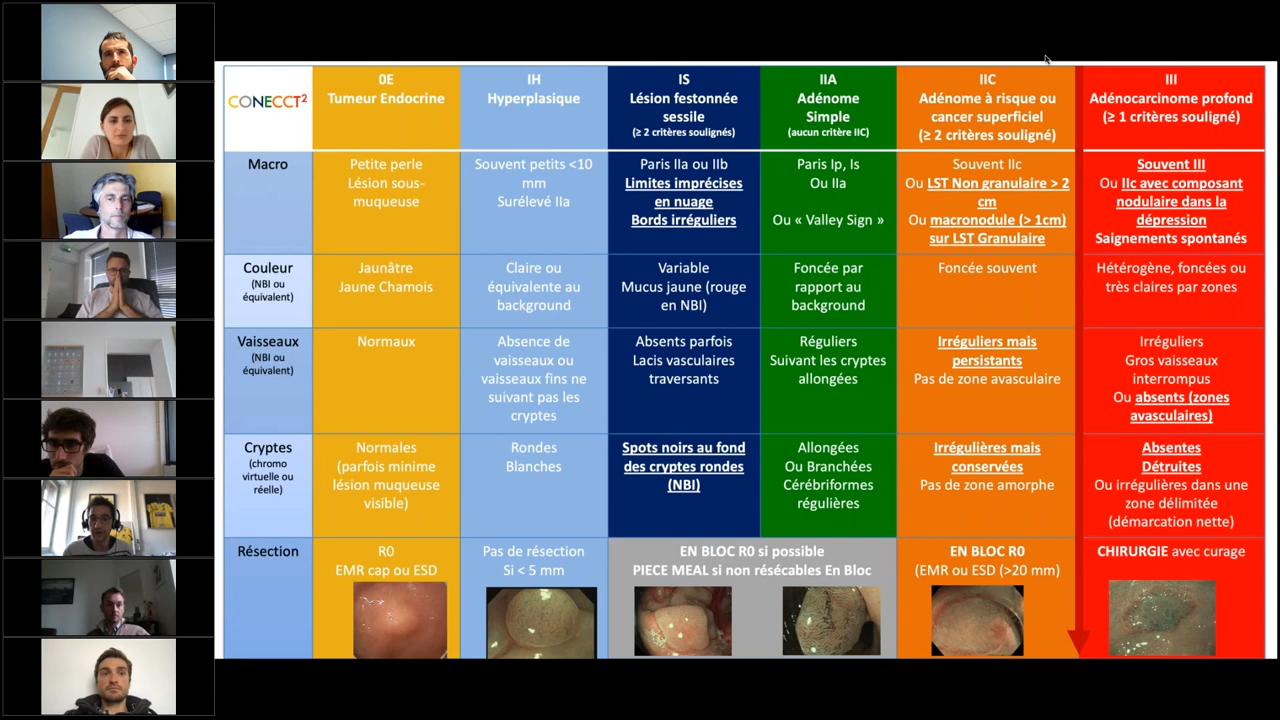 CONECCT²
0E
Tumeur Endocrine
IH
Hyperplasique
IS
Lésion festonnée
sessile
(≥ 2 critères soulignés)
IIA
Adénome
Simple
(aucun critère IIC)
IIC
Adénome à risque ou
cancer superficiel
(≥ 2 critères souligné)
III
Adénocarcinome profond
(≥ 1 critères souligné)
Macro
Petite perle
Lésion sous-
muqueuse
Souvent petits <10
mm
Surélevé IIa
Paris IIa ou IIb
Limites imprécises
en nuage
Bords irréguliers
Paris Ip, Is
Ou IIa
Ou « Valley Sign »
Souvent IIc
Ou LST Non granulaire > 2
cm
Ou macronodule (> 1cm)
sur LST Granulaire
Souvent III
Ou IIc avec composant
nodulaire dans la
dépression
Saignements spontanés
Couleur
(NBI ou
équivalent)
Jaunâtre
Jaune Chamois
Claire ou
équivalente au
background
Variable
Mucus jaune (rouge
en NBI)
Foncée par
rapport au
background
Foncée souvent
Hétérogène, foncées ou
très claires par zones
Vaisseaux
(NBI ou
équivalent)
Normaux
Absence de
vaisseaux ou
vaisseaux fins ne
suivant pas les
cryptes
Absents parfois
Lacis vasculaires
traversants
Réguliers
Suivant les cryptes
allongées
Irréguliers mais
persistants
Pas de zone avasculaire
Irréguliers
Gros vaisseaux
interrompus
Ou absents (zones
avasculaires)
Cryptes
(chromo
virtuelle ou
réelle)
Normales
(parfois minime
lésion muqueuse
visible)
Rondes
Blanches
Spots noirs au fond
des cryptes rondes
(NBI)
Allongées
Ou Branchées
Cérébriformes
régulières
Irrégulières mais
conservées
Pas de zone amorphe
Absentes
Détruites
Ou irrégulières dans une
zone délimitée
(démarcation nette)
Résection
R0
EMR cap ou ESD
Pas de résection
Si < 5 mm
EN BLOC R0 si possible
PIECE MEAL si non résécables En Bloc
EN BLOC R0
(EMR ou ESD (>20 mm)
CHIRURGIE avec curage